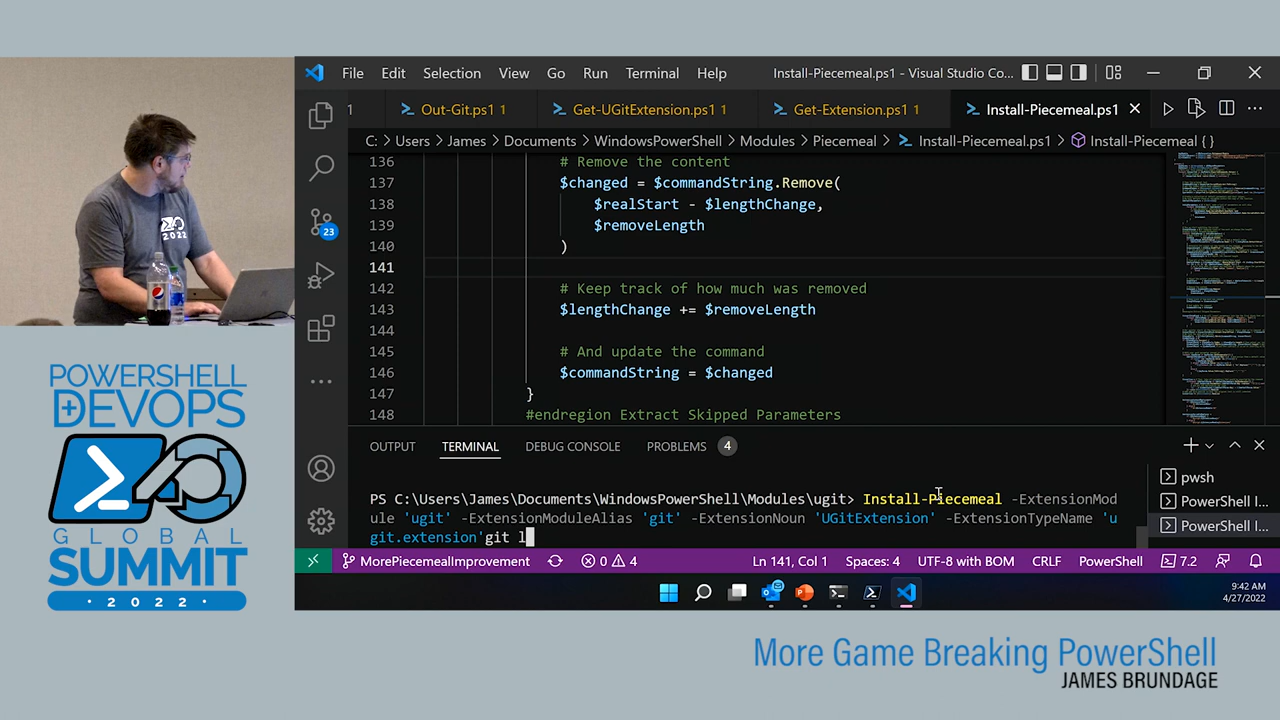 File Edit Selection View Go Run Terminal Help
Install-Piecemeal.ps1 - Visual Studio Co...
1 Out-Git.ps1 1 Get-UGitExtension.ps1 1 Get-Extension.ps1 1 Install-Piecemeal.ps1
C: > Users > James > Documents > WindowsPowerShell > Modules > Piecemeal > Install-Piecemeal.ps1 > Install-Piecemeal { }
136 # Remove the content
137 $changed = $commandString.Remove(
138 $realStart - $lengthChange,
139 $removeLength
140 )
141
142 # Keep track of how much was removed
143 $lengthChange += $removeLength
144
145 # And update the command
146 $commandString = $changed
147 }
148 #endregion Extract Skipped Parameters
23
OUTPUT TERMINAL DEBUG CONSOLE PROBLEMS 4
PS C:\Users\James\Documents\WindowsPowerShell\Modules\ugit> Install-Piecemeal -ExtensionMod
ule 'ugit' -ExtensionModuleAlias 'git' -ExtensionNoun 'UGitExtension' -ExtensionTypeName 'u
git.extension'git l
pwsh
PowerShell I...
PowerShell I...
MorePiecemealImprovement 0 4 Ln 141, Col 1 Spaces: 4 UTF-8 with BOM CRLF PowerShell 7.2
9:42 AM
4/27/2022
2022
POWERSHELL
+ DEVOPS
GLOBAL
SUMMIT
· 2022 ·
More Game Breaking PowerShell
JAMES BRUNDAGE